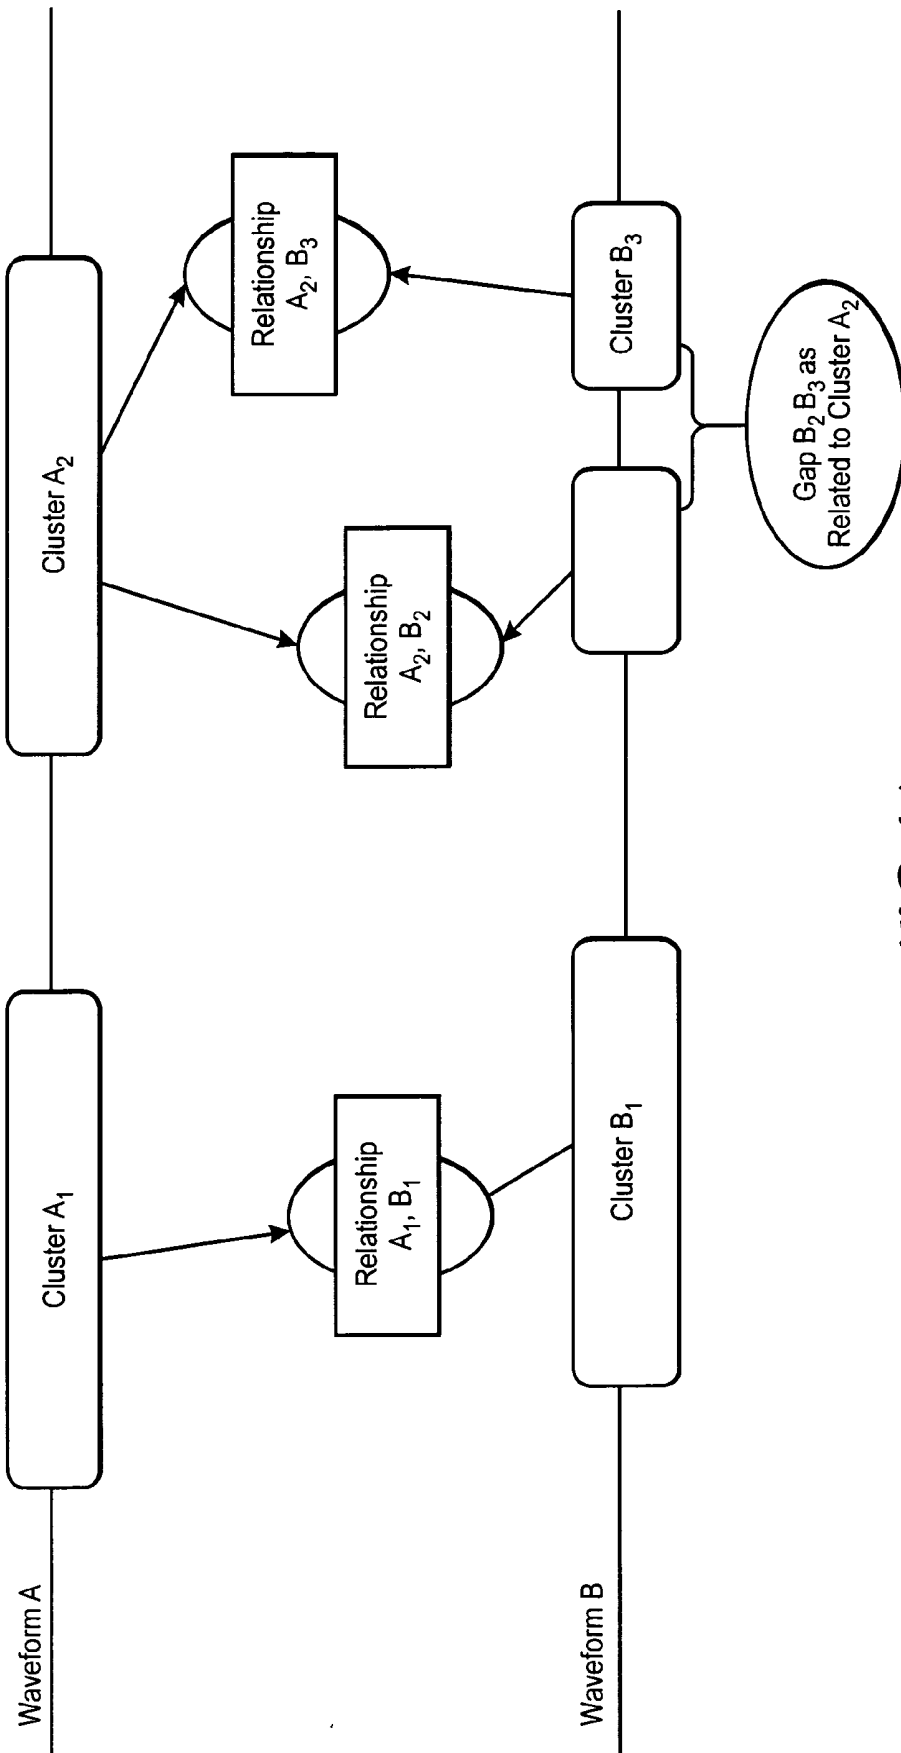 Waveform A
Cluster A₁
Cluster A₂
Relationship
A₁, B₁
Relationship
A₂, B₂
Relationship
A₂, B₃
Waveform B
Cluster B₁
Cluster B₃
Gap B₂ B₃ as
Related to Cluster A₂